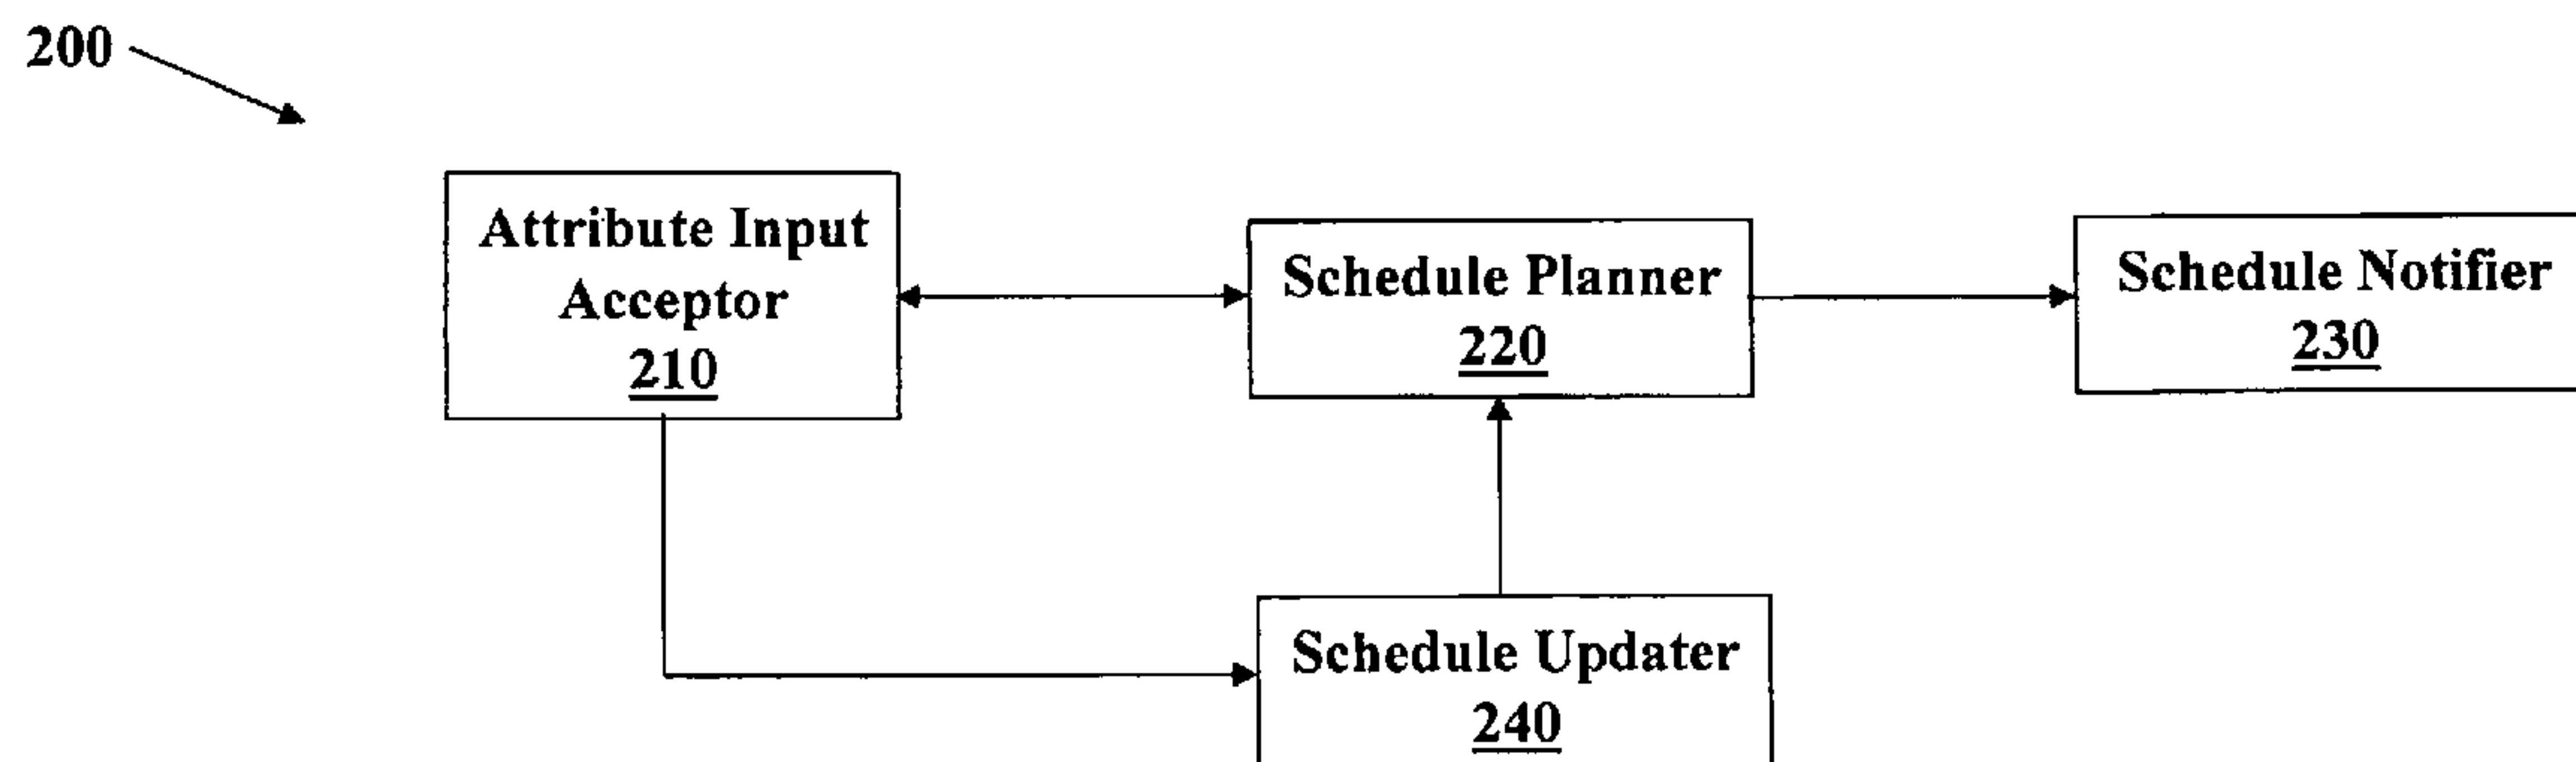 200
Attribute Input
Acceptor
210
Schedule Planner
220
Schedule Notifier
230
Schedule Updater
240